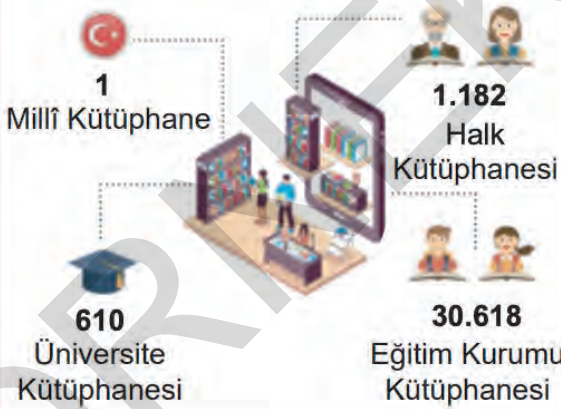 1
Millî Kütüphane
1.182
Halk
Kütüphanesi
610
Üniversite
Kütüphanesi
30.618
Eğitim Kurumu
Kütüphanesi